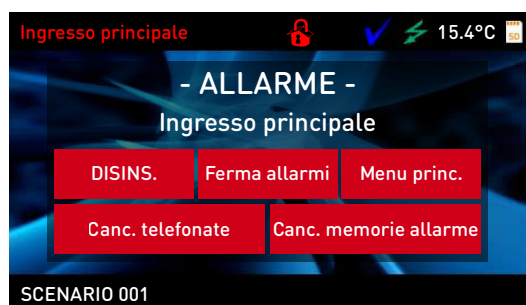 Ingresso principale 15.4°C SD
- ALLARME -
Ingresso principale
DISINS. Ferma allarmi Menu princ.
Canc. telefonate Canc. memorie allarme
SCENARIO 001